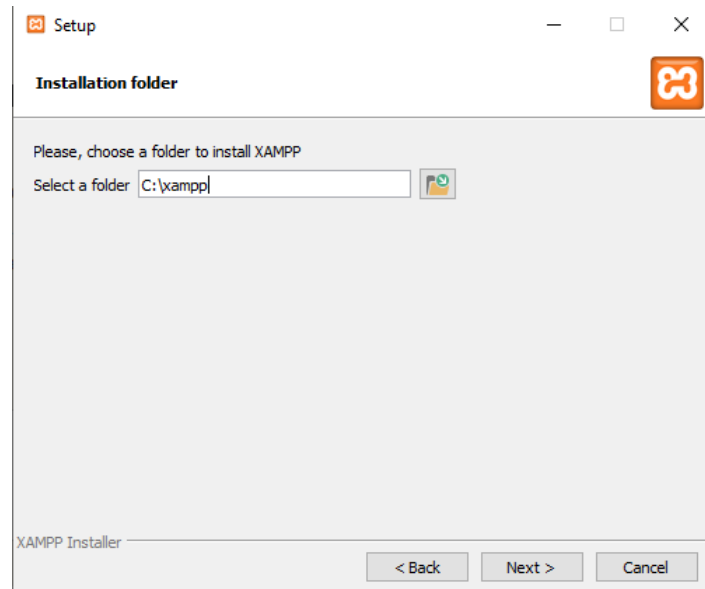 Setup
Installation folder
Please, choose a folder to install XAMPP
Select a folder C:\xampp
XAMPP Installer
< Back Next > Cancel